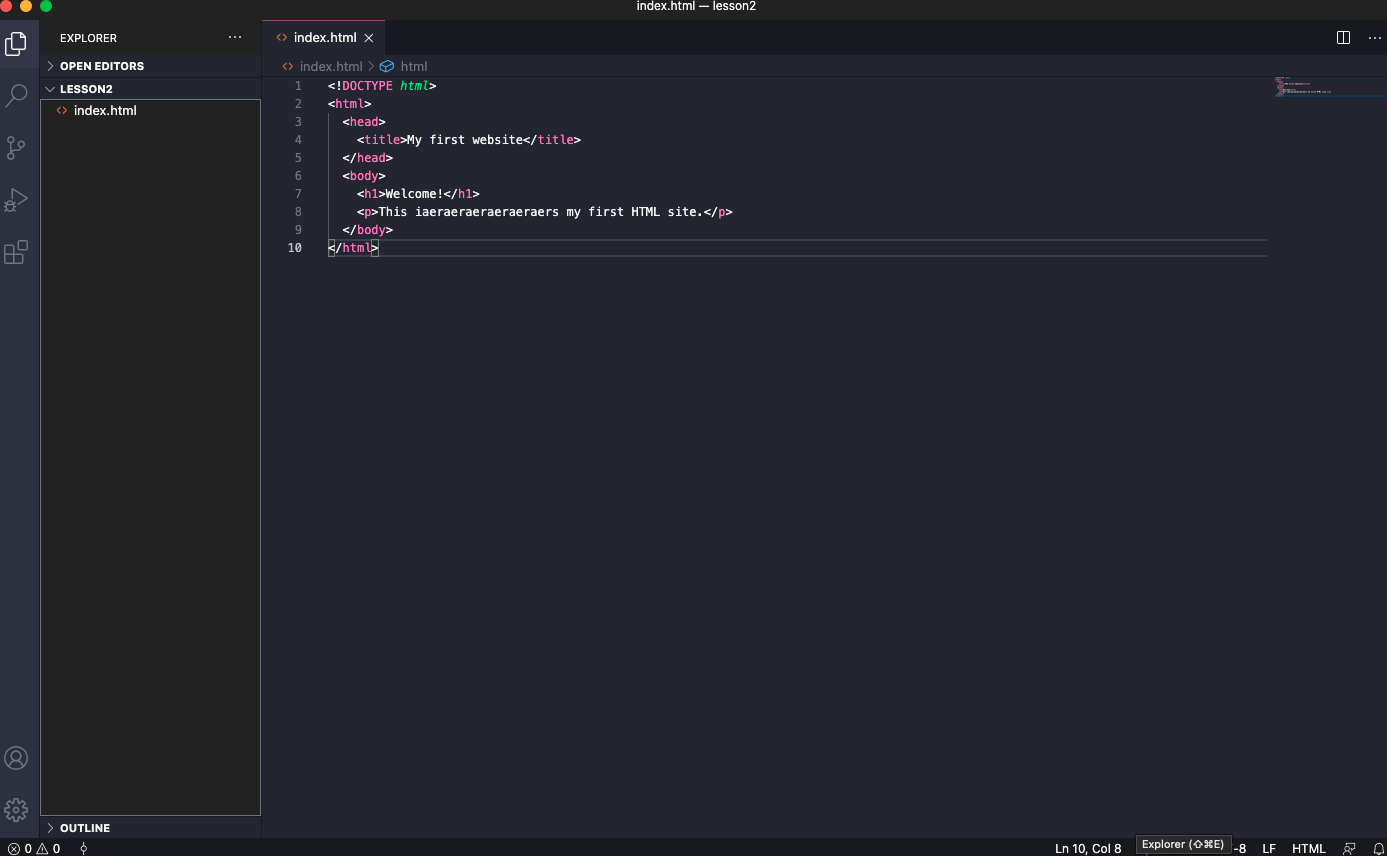 index.html — lesson2
EXPLORER
OPEN EDITORS
LESSON2
index.html
index.html
index.html > html
1 <!DOCTYPE html>
2 <html>
3 <head>
4 <title>My first website</title>
5 </head>
6 <body>
7 <h1>Welcome!</h1>
8 <p>This iaeraeraeraeraeraers my first HTML site.</p>
9 </body>
10 </html>
OUTLINE
0 0
Ln 10, Col 8
Explorer (⇧⌘E)
-8 LF HTML